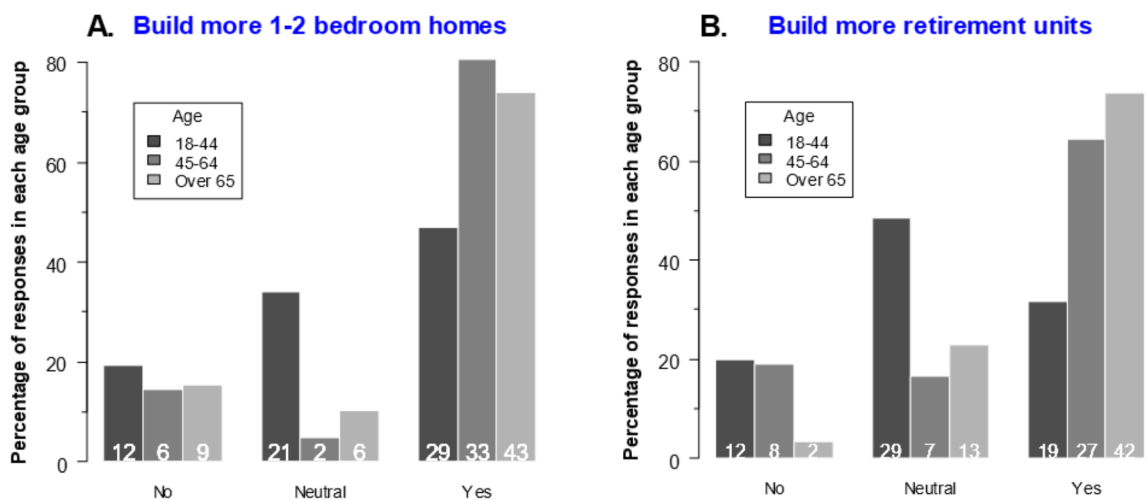 A. Build more 1-2 bedroom homes
Percentage of responses in each age group
80
60
40
20
0
Age
18-44
45-64
Over 65
12 6 9 21 2 6 29 33 43
No Neutral Yes
B. Build more retirement units
Percentage of responses in each age group
80
60
40
20
0
Age
18-44
45-64
Over 65
12 8 2 29 7 13 19 27 42
No Neutral Yes